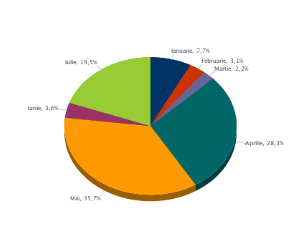 Ianuarie, 7,7%
Februarie, 3,1%
Martie, 2,2%
Iulie, 19,5%
Iunie, 3,6%
Aprilie, 28,3%
Mai, 35,7%